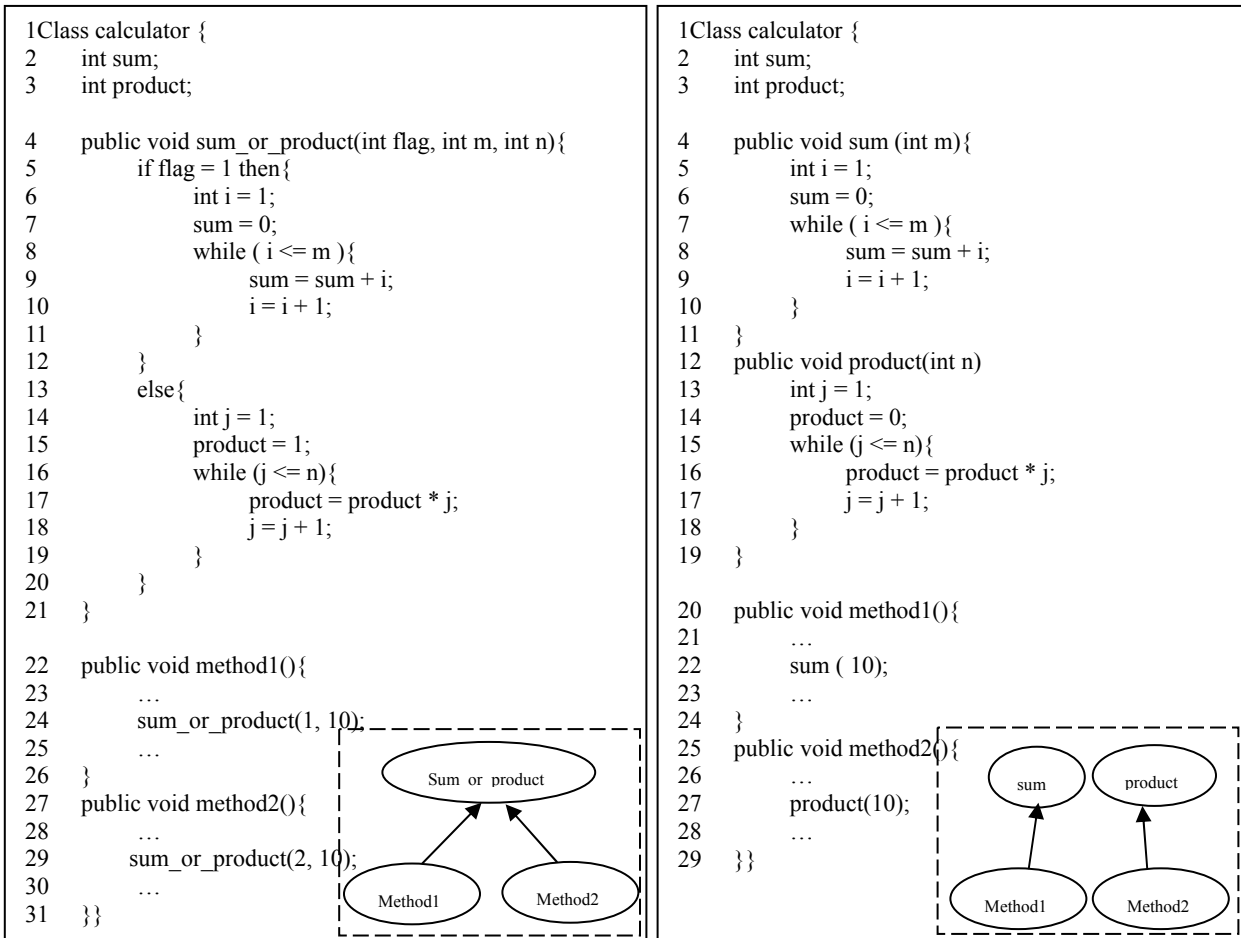 1Class calculator {
2 int sum;
3 int product;
4 public void sum_or_product(int flag, int m, int n){
5 if flag = 1 then{
6 int i = 1;
7 sum = 0;
8 while ( i <= m ){
9 sum = sum + i;
10 i = i + 1;
11 }
12 }
13 else{
14 int j = 1;
15 product = 1;
16 while (j <= n){
17 product = product * j;
18 j = j + 1;
19 }
20 }
21 }
22 public void method1(){
23 …
24 sum_or_product(1, 10);
25 …
26 }
27 public void method2(){
28 …
29 sum_or_product(2, 10);
30 …
31 }}
Sum or product
Method1
Method2
1Class calculator {
2 int sum;
3 int product;
4 public void sum (int m){
5 int i = 1;
6 sum = 0;
7 while ( i <= m ){
8 sum = sum + i;
9 i = i + 1;
10 }
11 }
12 public void product(int n)
13 int j = 1;
14 product = 0;
15 while (j <= n){
16 product = product * j;
17 j = j + 1;
18 }
19 }
20 public void method1(){
21 …
22 sum ( 10);
23 …
24 }
25 public void method2(){
26 …
27 product(10);
28 …
29 }}
sum
product
Method1
Method2